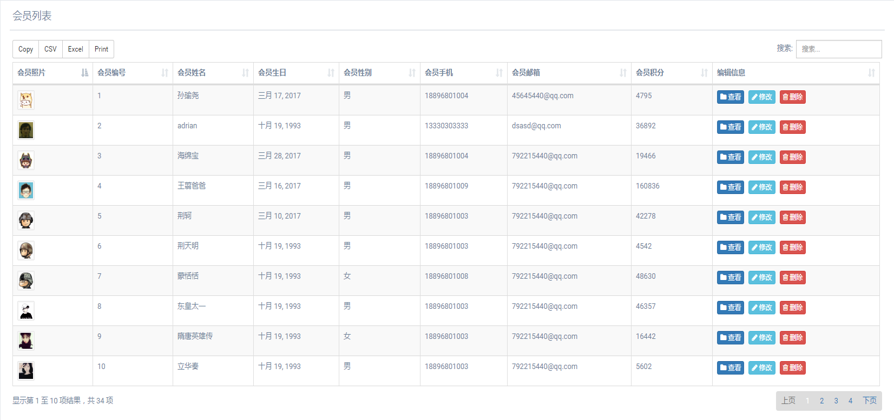 会员列表
Copy CSV Excel Print 搜索: 搜索...
会员照片 会员编号 会员姓名 会员生日 会员性别 会员手机 会员邮箱 会员积分 编辑信息
1 孙瑜尧 三月 17, 2017 男 18896801004 45645440@qq.com 4795 查看 修改 删除
2 adrian 十月 19, 1993 男 13330303333 dsasd@qq.com 36892 查看 修改 删除
3 海绵宝 三月 28, 2017 男 18896801004 792215440@qq.com 19466 查看 修改 删除
4 王爸爸 三月 16, 2017 男 18896801009 792215440@qq.com 160836 查看 修改 删除
5 荆轲 三月 10, 2017 男 18896801003 792215440@qq.com 42278 查看 修改 删除
6 荆天明 十月 19, 1993 男 18896801003 792215440@qq.com 4542 查看 修改 删除
7 蒙恬恬 十月 19, 1993 女 18896801008 792215440@qq.com 48630 查看 修改 删除
8 东皇太一 十月 19, 1993 男 18896801003 792215440@qq.com 46357 查看 修改 删除
9 英雄传 十月 19, 1993 女 18896801003 792215440@qq.com 16442 查看 修改 删除
10 立华奏 十月 19, 1993 男 18896801003 792215440@qq.com 5602 查看 修改 删除
显示第 1 至 10 项结果，共 34 项 上页 1 2 3 4 下页